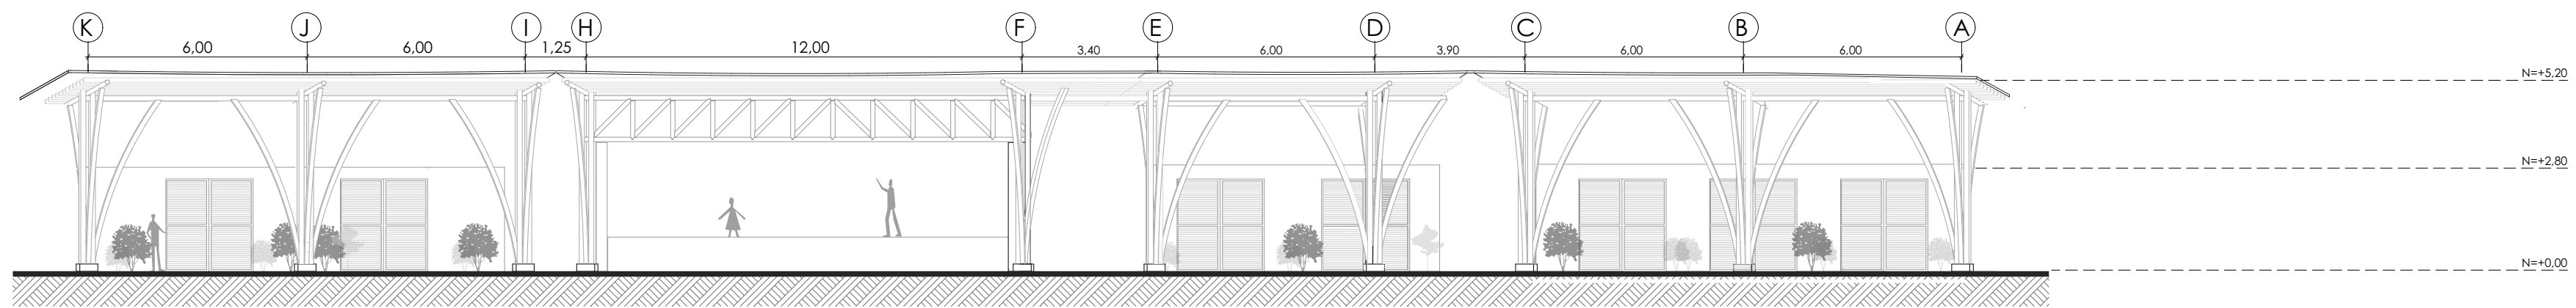 K J I H F E D C B A
6,00 6,00 1,25 12,00 3,40 6,00 3,90 6,00 6,00
N=+5,20
N=+2,80
N=+0,00